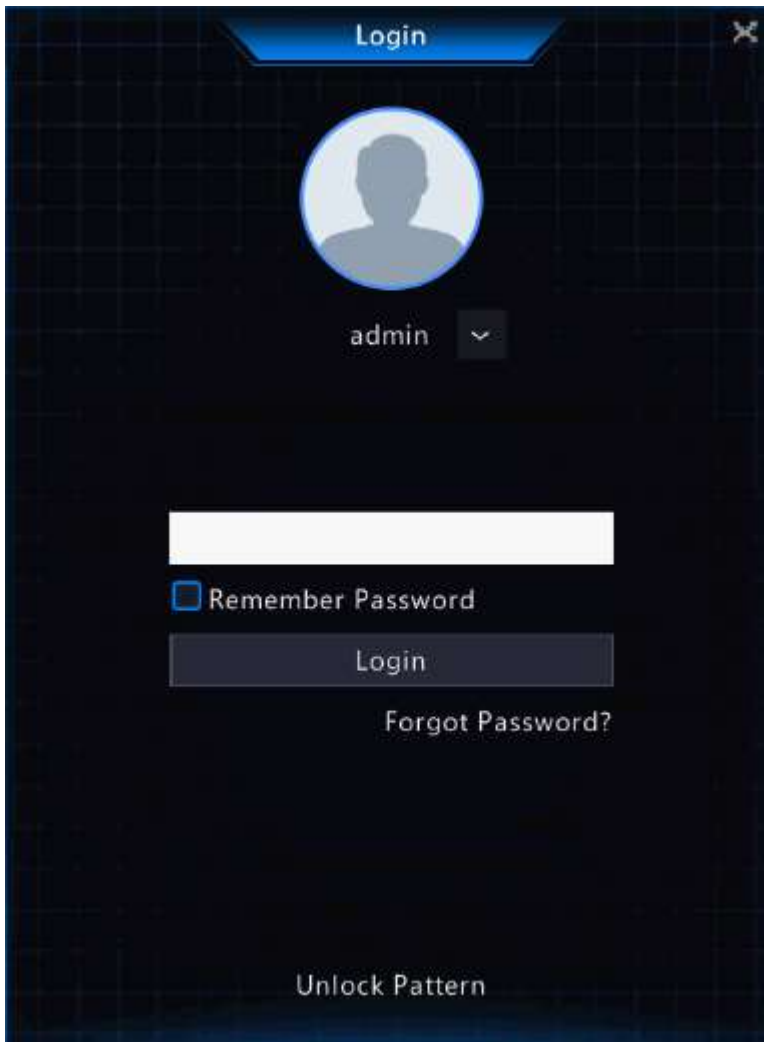 Login
admin
Remember Password
Login
Forgot Password?
Unlock Pattern